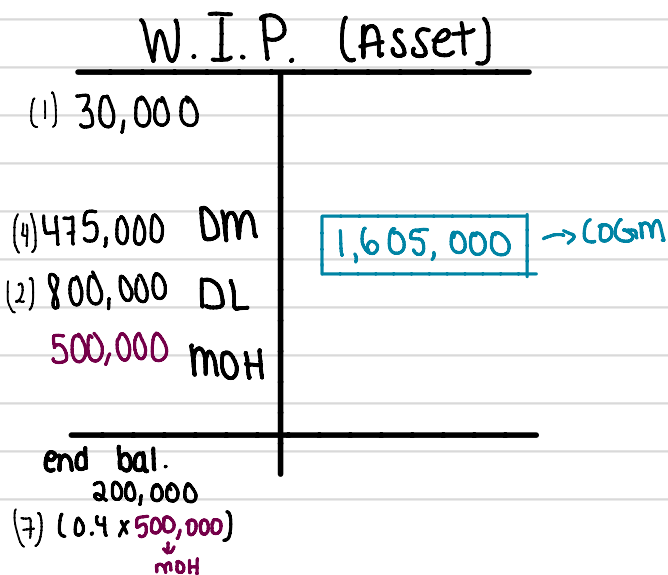 W.I.P. (Asset)
(1) 30,000
(4) 475,000 DM
1,605,000 → COGM
(2) 800,000 DL
500,000 MOH
end bal.
200,000
(7) (0.4 x 500,000)
↓
MOH